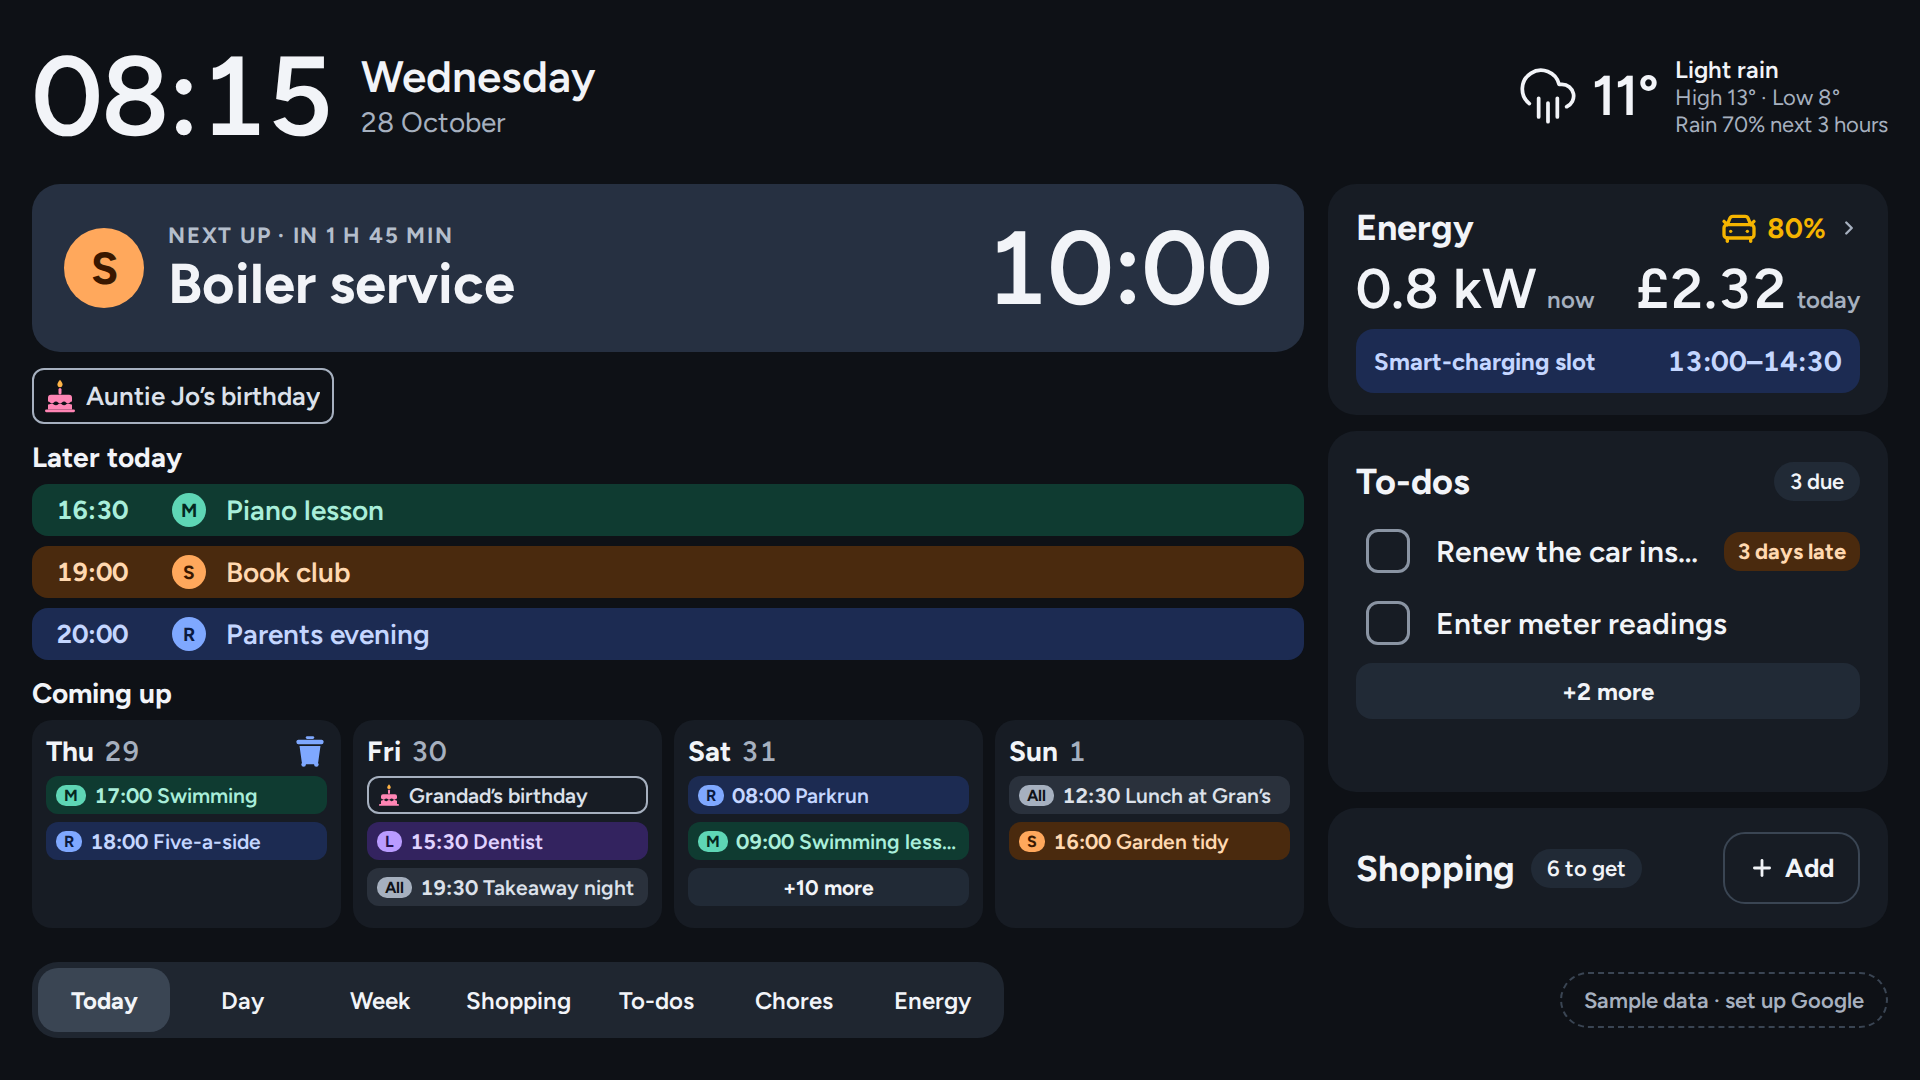 08:15
Wednesday
28 October
11°
Light rain
High 13° · Low 8°
Rain 70% next 3 hours
S
NEXT UP · IN 1 H 45 MIN
Boiler service
10:00
Auntie Jo’s birthday
Later today
16:30 M Piano lesson
19:00 S Book club
20:00 R Parents evening
Coming up
Thu 29
M 17:00 Swimming
R 18:00 Five-a-side
Fri 30
Grandad’s birthday
L 15:30 Dentist
All 19:30 Takeaway night
Sat 31
R 08:00 Parkrun
M 09:00 Swimming less...
+10 more
Sun 1
All 12:30 Lunch at Gran’s
S 16:00 Garden tidy
Energy
80%
0.8 kW now
£2.32 today
Smart-charging slot 13:00–14:30
To-dos
3 due
Renew the car ins...
3 days late
Enter meter readings
+2 more
Shopping
6 to get
+ Add
Today Day Week Shopping To-dos Chores Energy
Sample data · set up Google